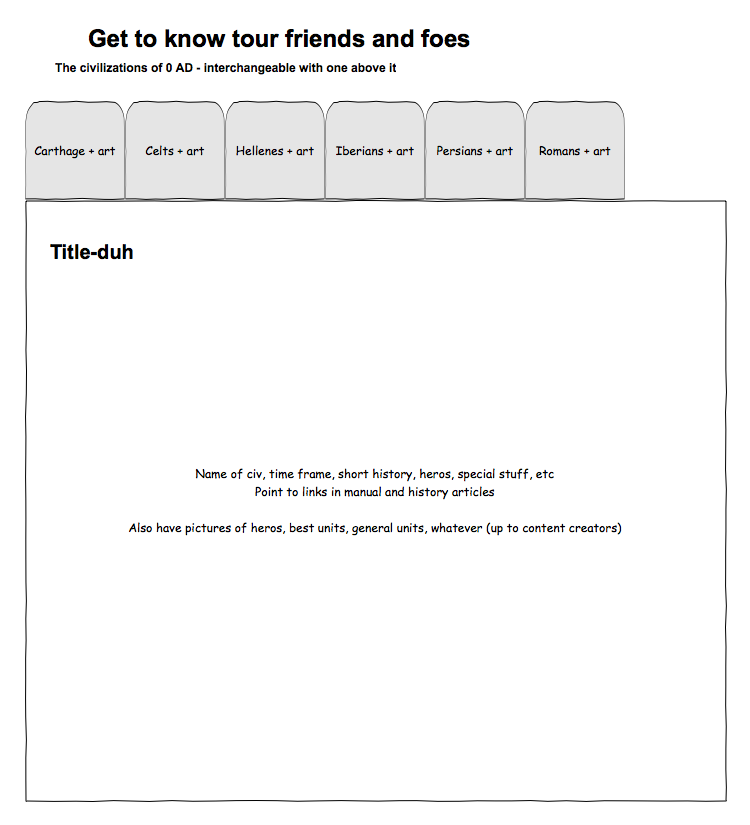 Get to know tour friends and foes
The civilizations of 0 AD - interchangeable with one above it
Carthage + art
Celts + art
Hellenes + art
Iberians + art
Persians + art
Romans + art
Title-duh
Name of civ, time frame, short history, heros, special stuff, etc
Point to links in manual and history articles
Also have pictures of heros, best units, general units, whatever (up to content creators)